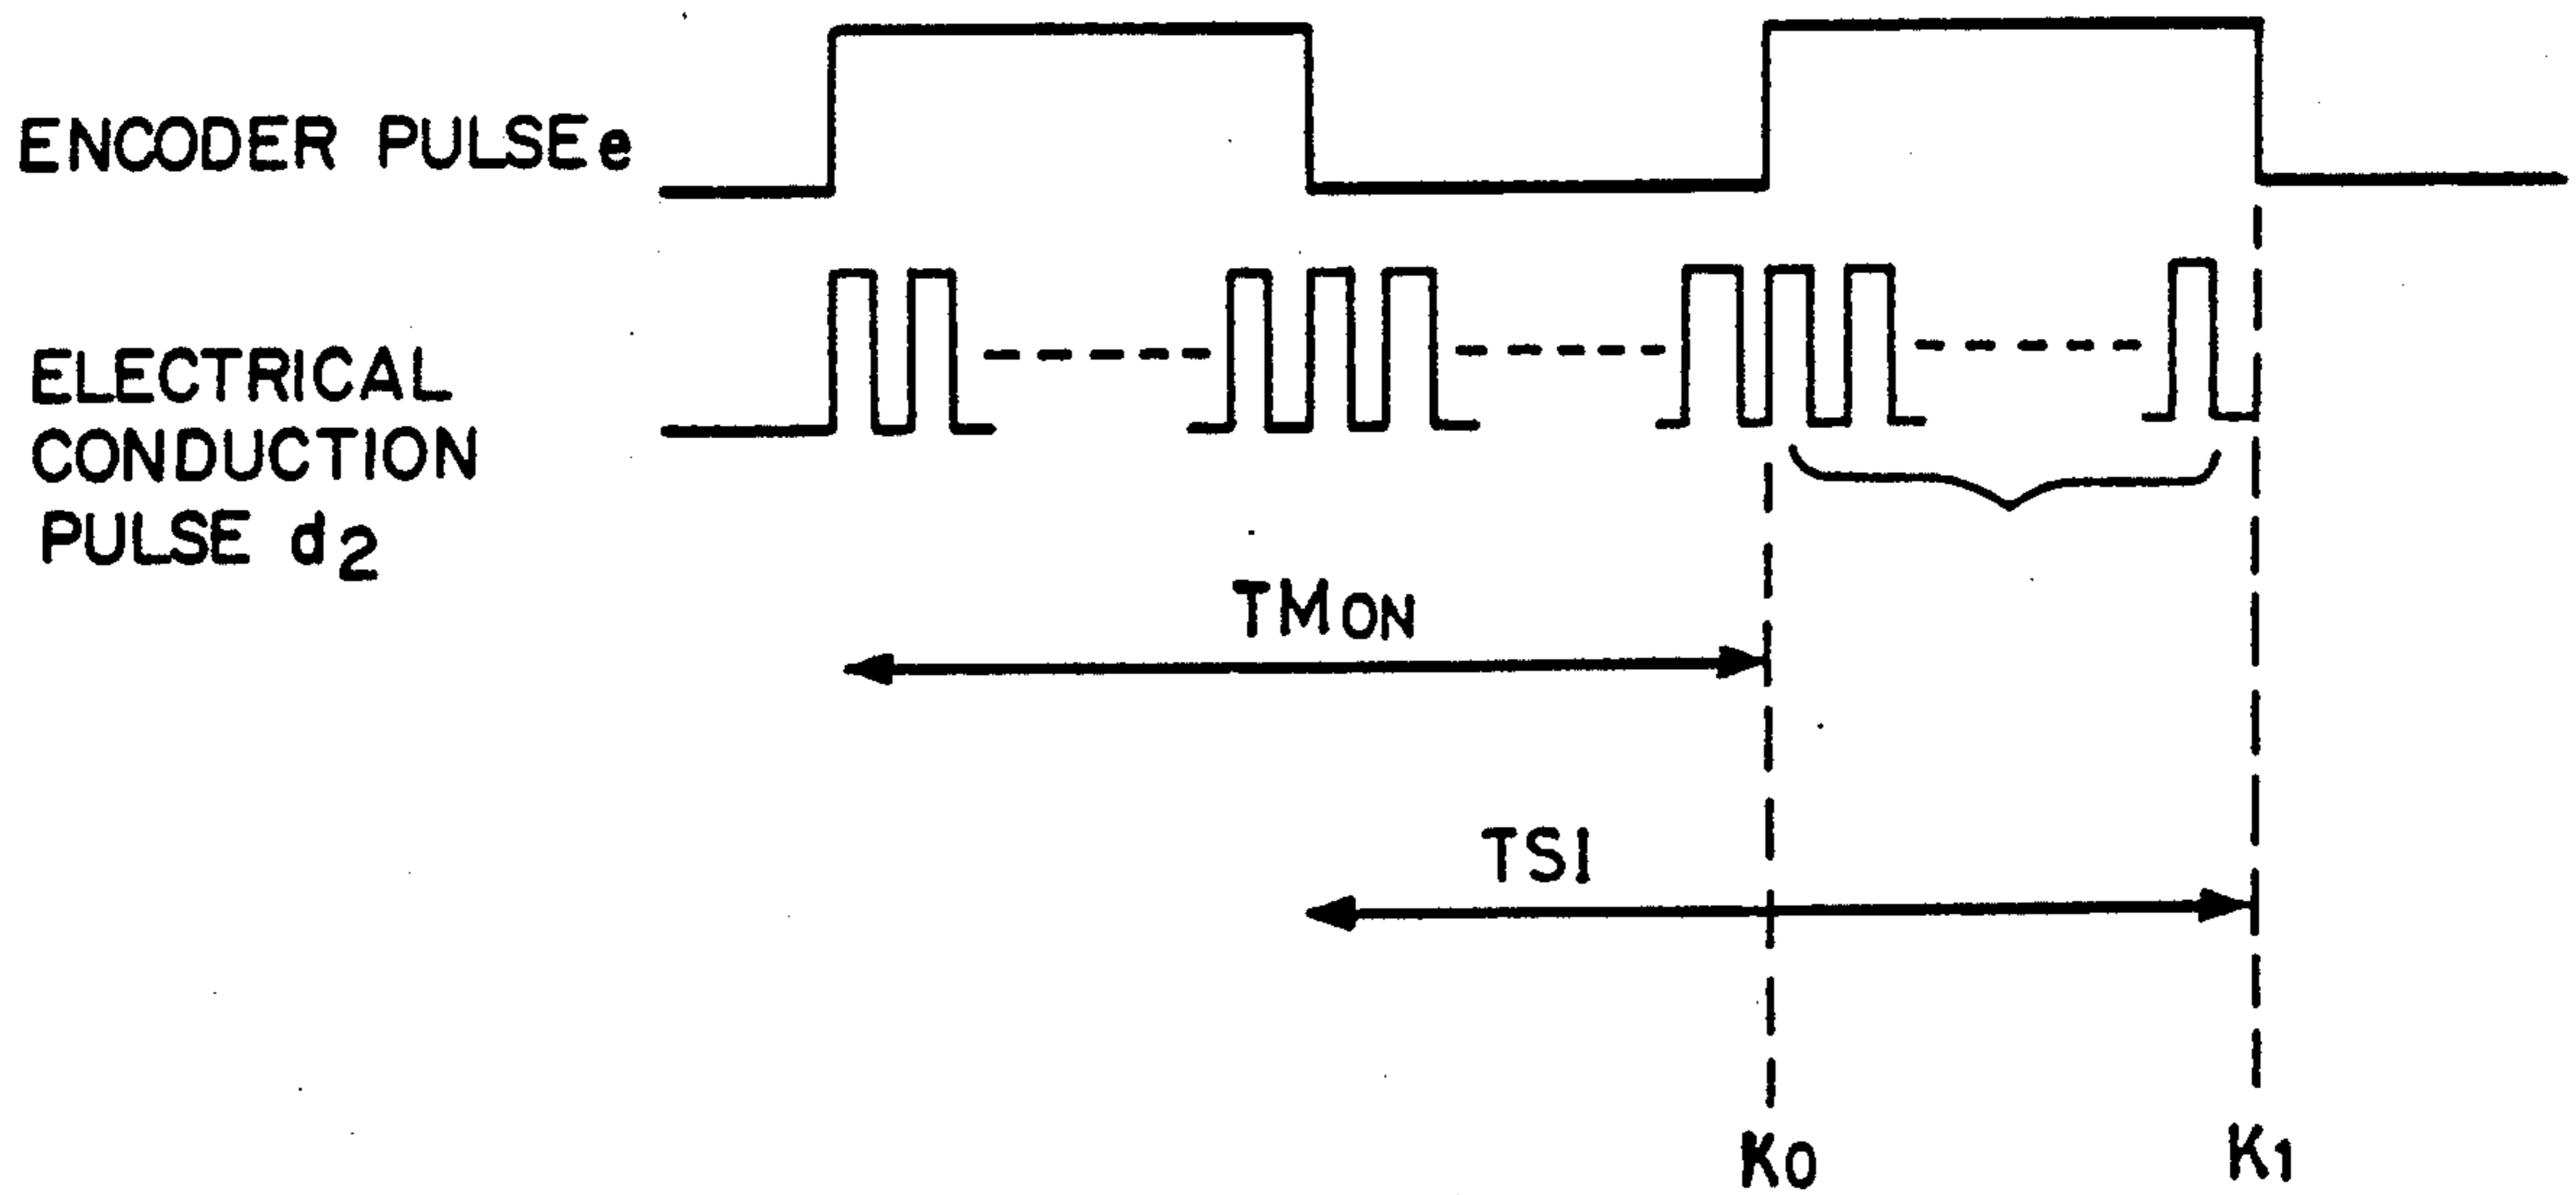 ENCODER PULSE e
ELECTRICAL
CONDUCTION
PULSE d2
TMON
TS1
K0
K1